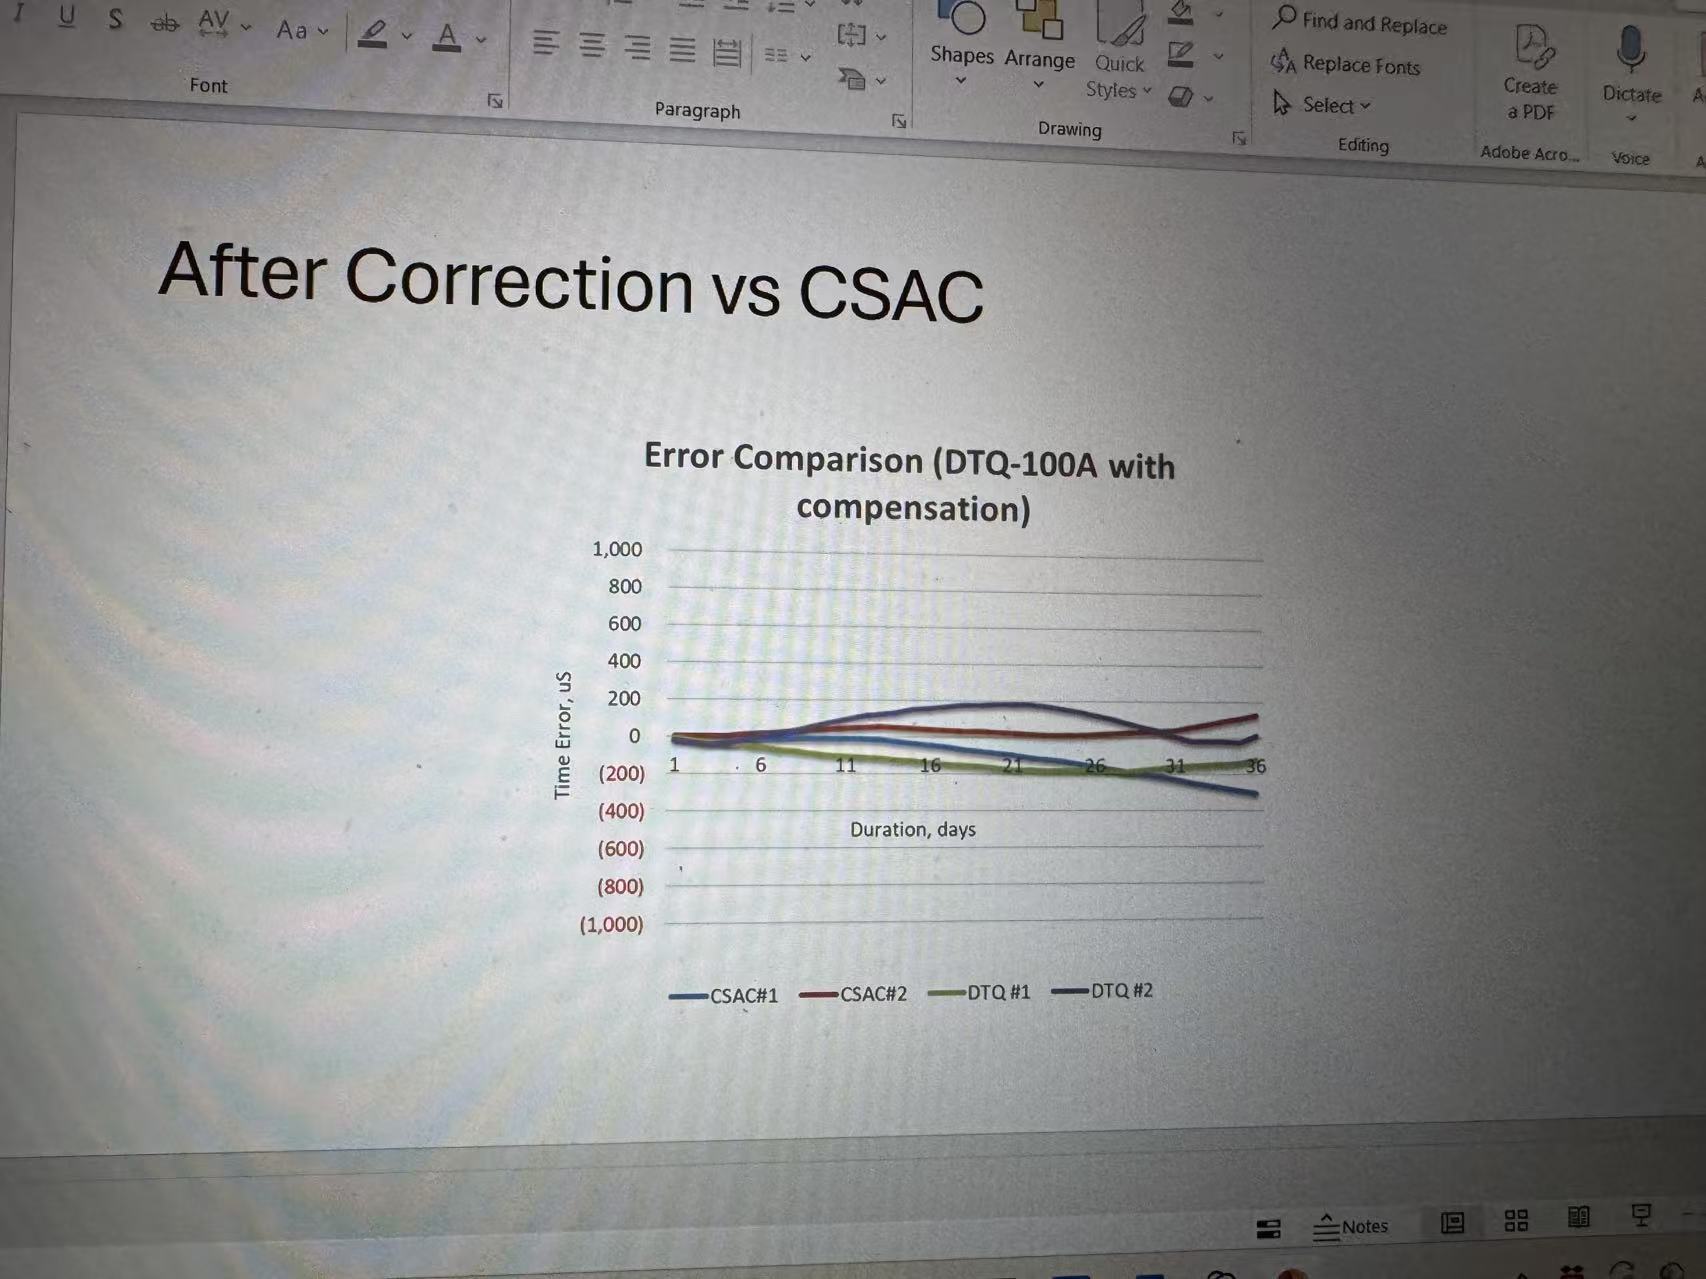 I U S ab AV Aa A
Font
Paragraph
Shapes Arrange Quick Styles
Drawing
Find and Replace
Replace Fonts
Select
Editing
Create a PDF
Adobe Acro...
Dictate
Voice
After Correction vs CSAC
Error Comparison (DTQ-100A with
compensation)
Time Error, uS
1,000
800
600
400
200
0
(200)
(400)
(600)
(800)
(1,000)
1 6 11 16 21 26 31 36
Duration, days
CSAC#1 CSAC#2 DTQ #1 DTQ #2
Notes